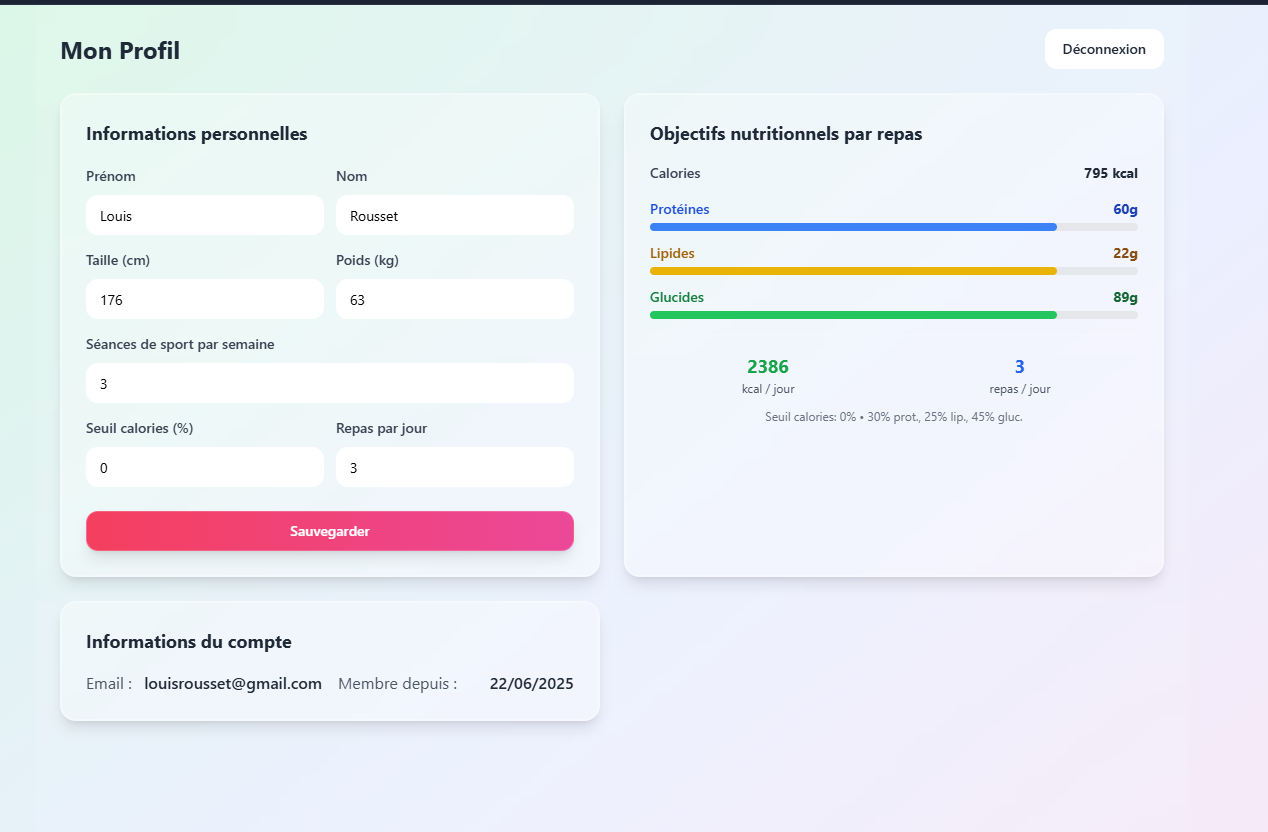 Mon Profil
Déconnexion
Informations personnelles
Prénom
Nom
Louis
Rousset
Taille (cm)
Poids (kg)
176
63
Séances de sport par semaine
3
Seuil calories (%)
Repas par jour
0
3
Sauvegarder
Objectifs nutritionnels par repas
Calories
795 kcal
Protéines
60g
Lipides
22g
Glucides
89g
2386
kcal / jour
3
repas / jour
Seuil calories: 0% • 30% prot., 25% lip., 45% gluc.
Informations du compte
Email : louisrousset@gmail.com Membre depuis : 22/06/2025